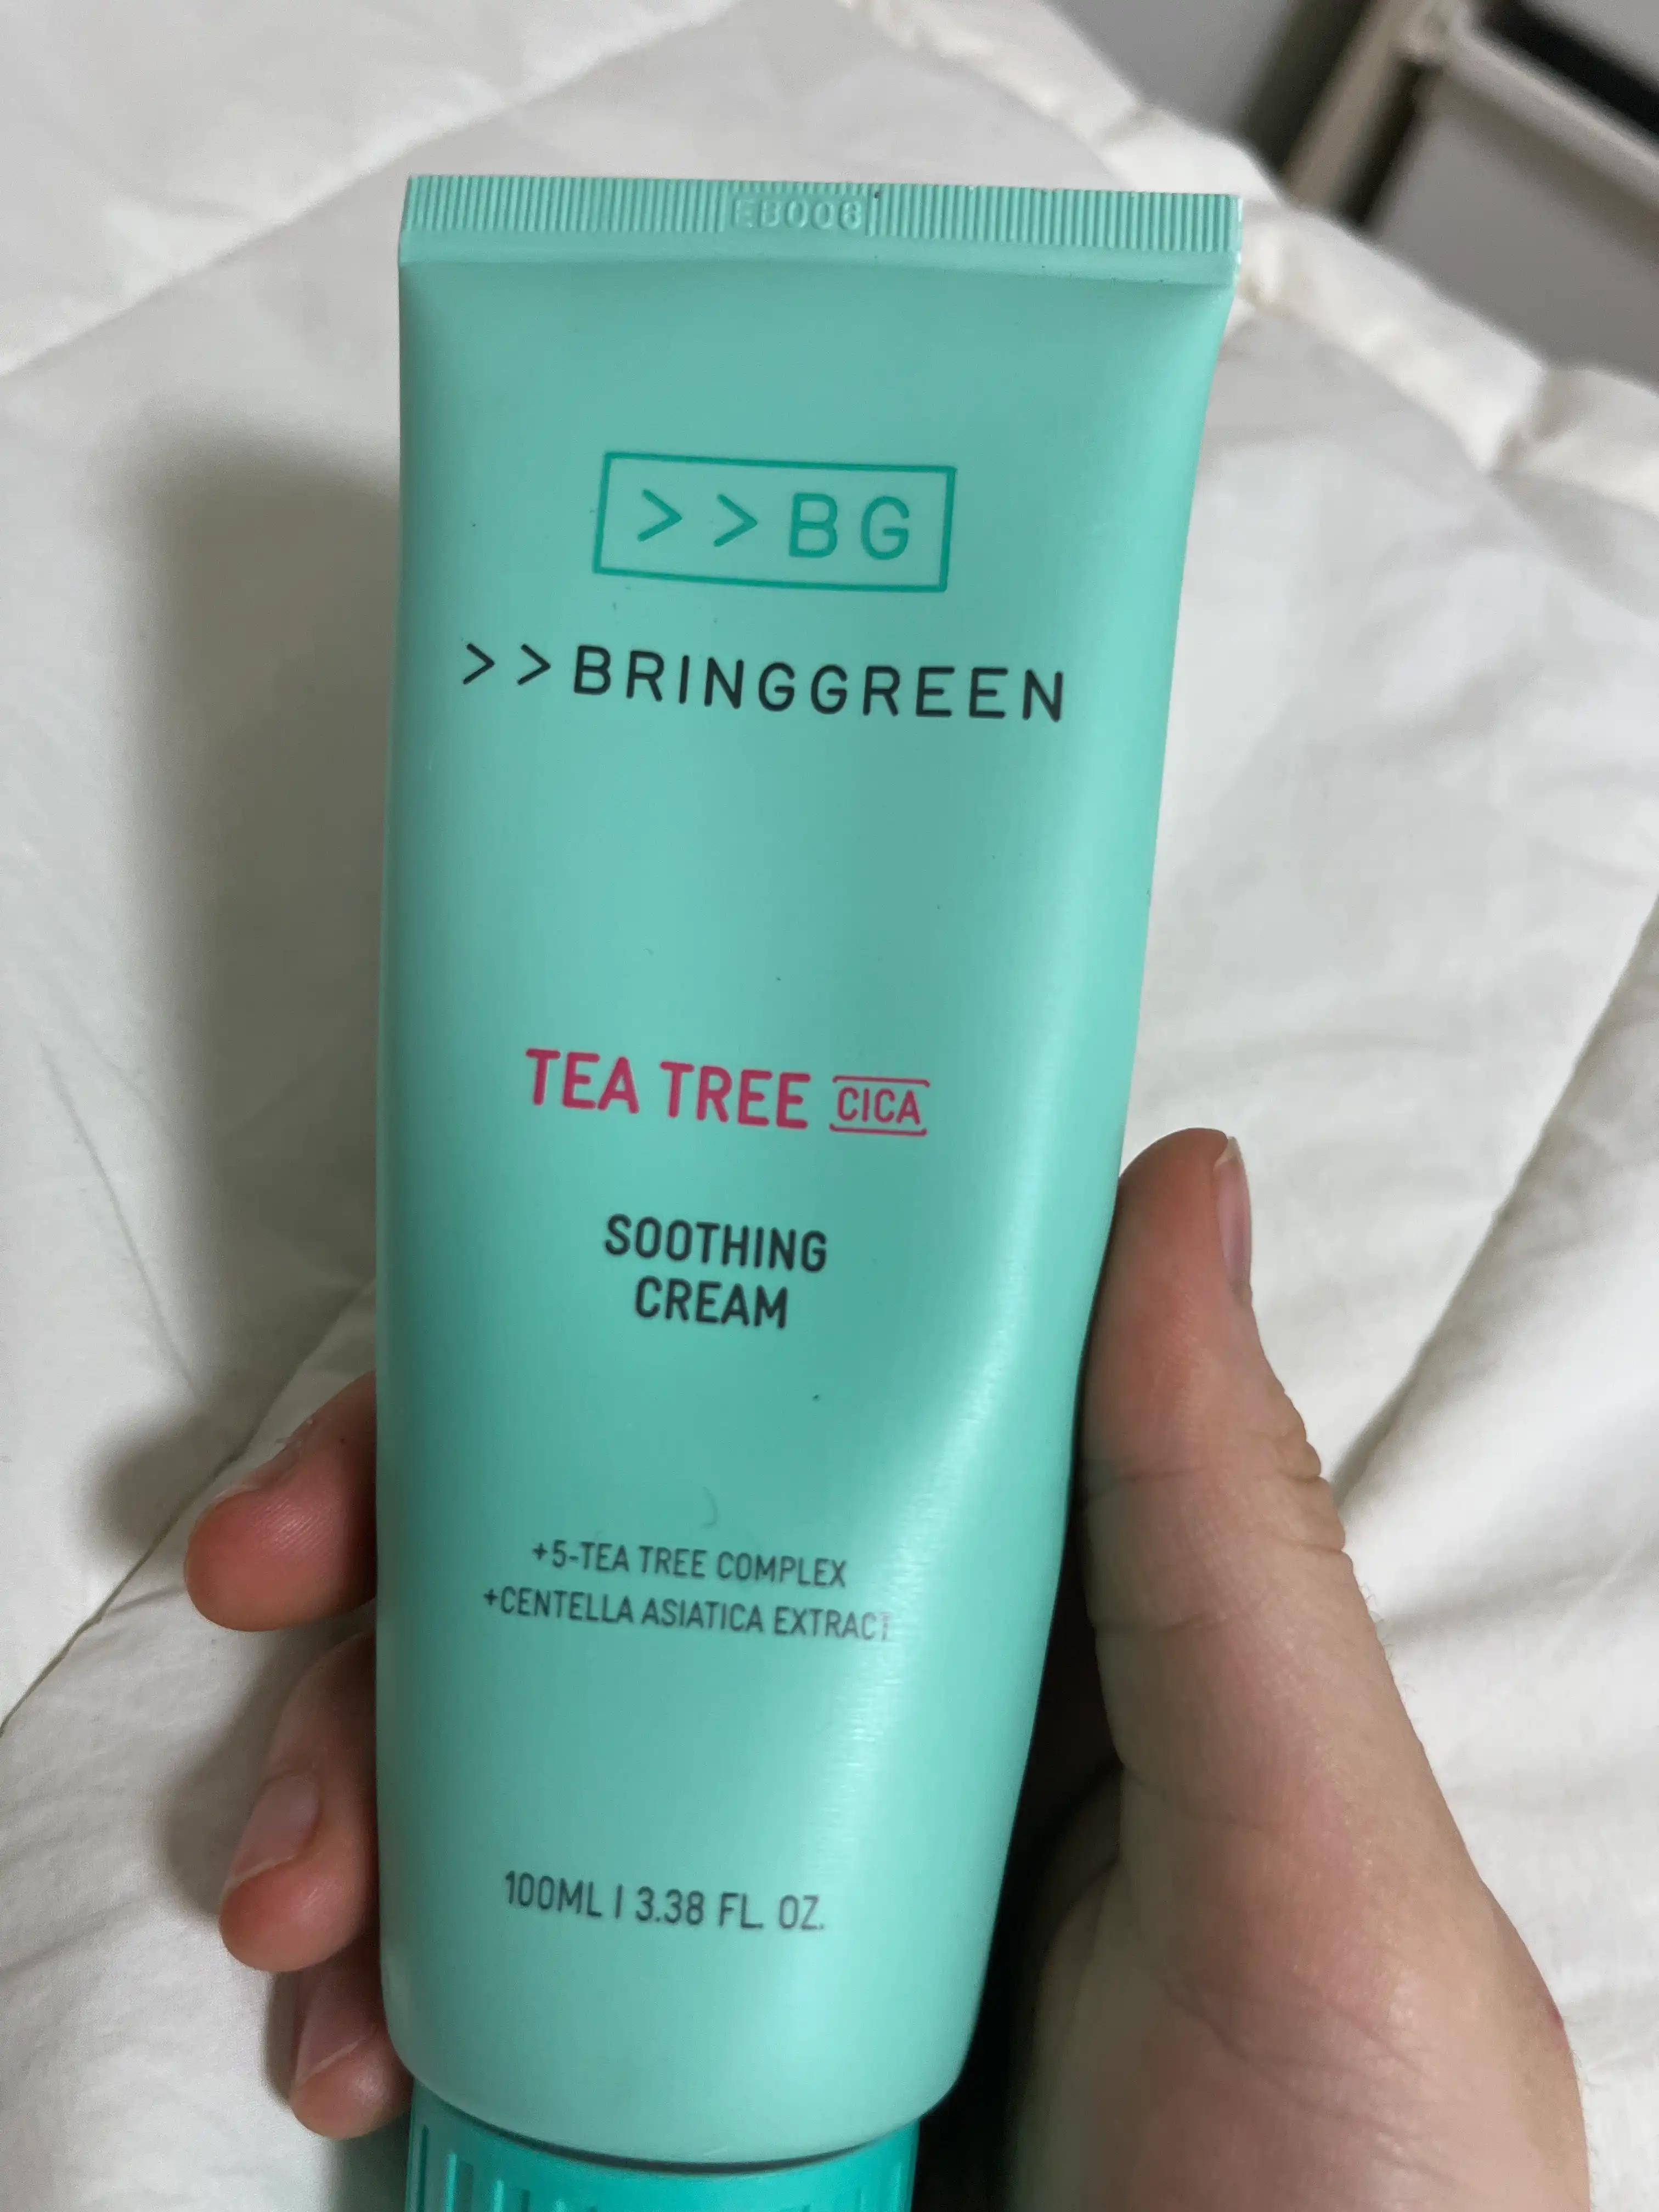 EB006
>>BG
>>BRINGGREEN
TEA TREE CICA
SOOTHING
CREAM
+5-TEA TREE COMPLEX
+CENTELLA ASIATICA EXTRACT
100ML | 3.38 FL. OZ.